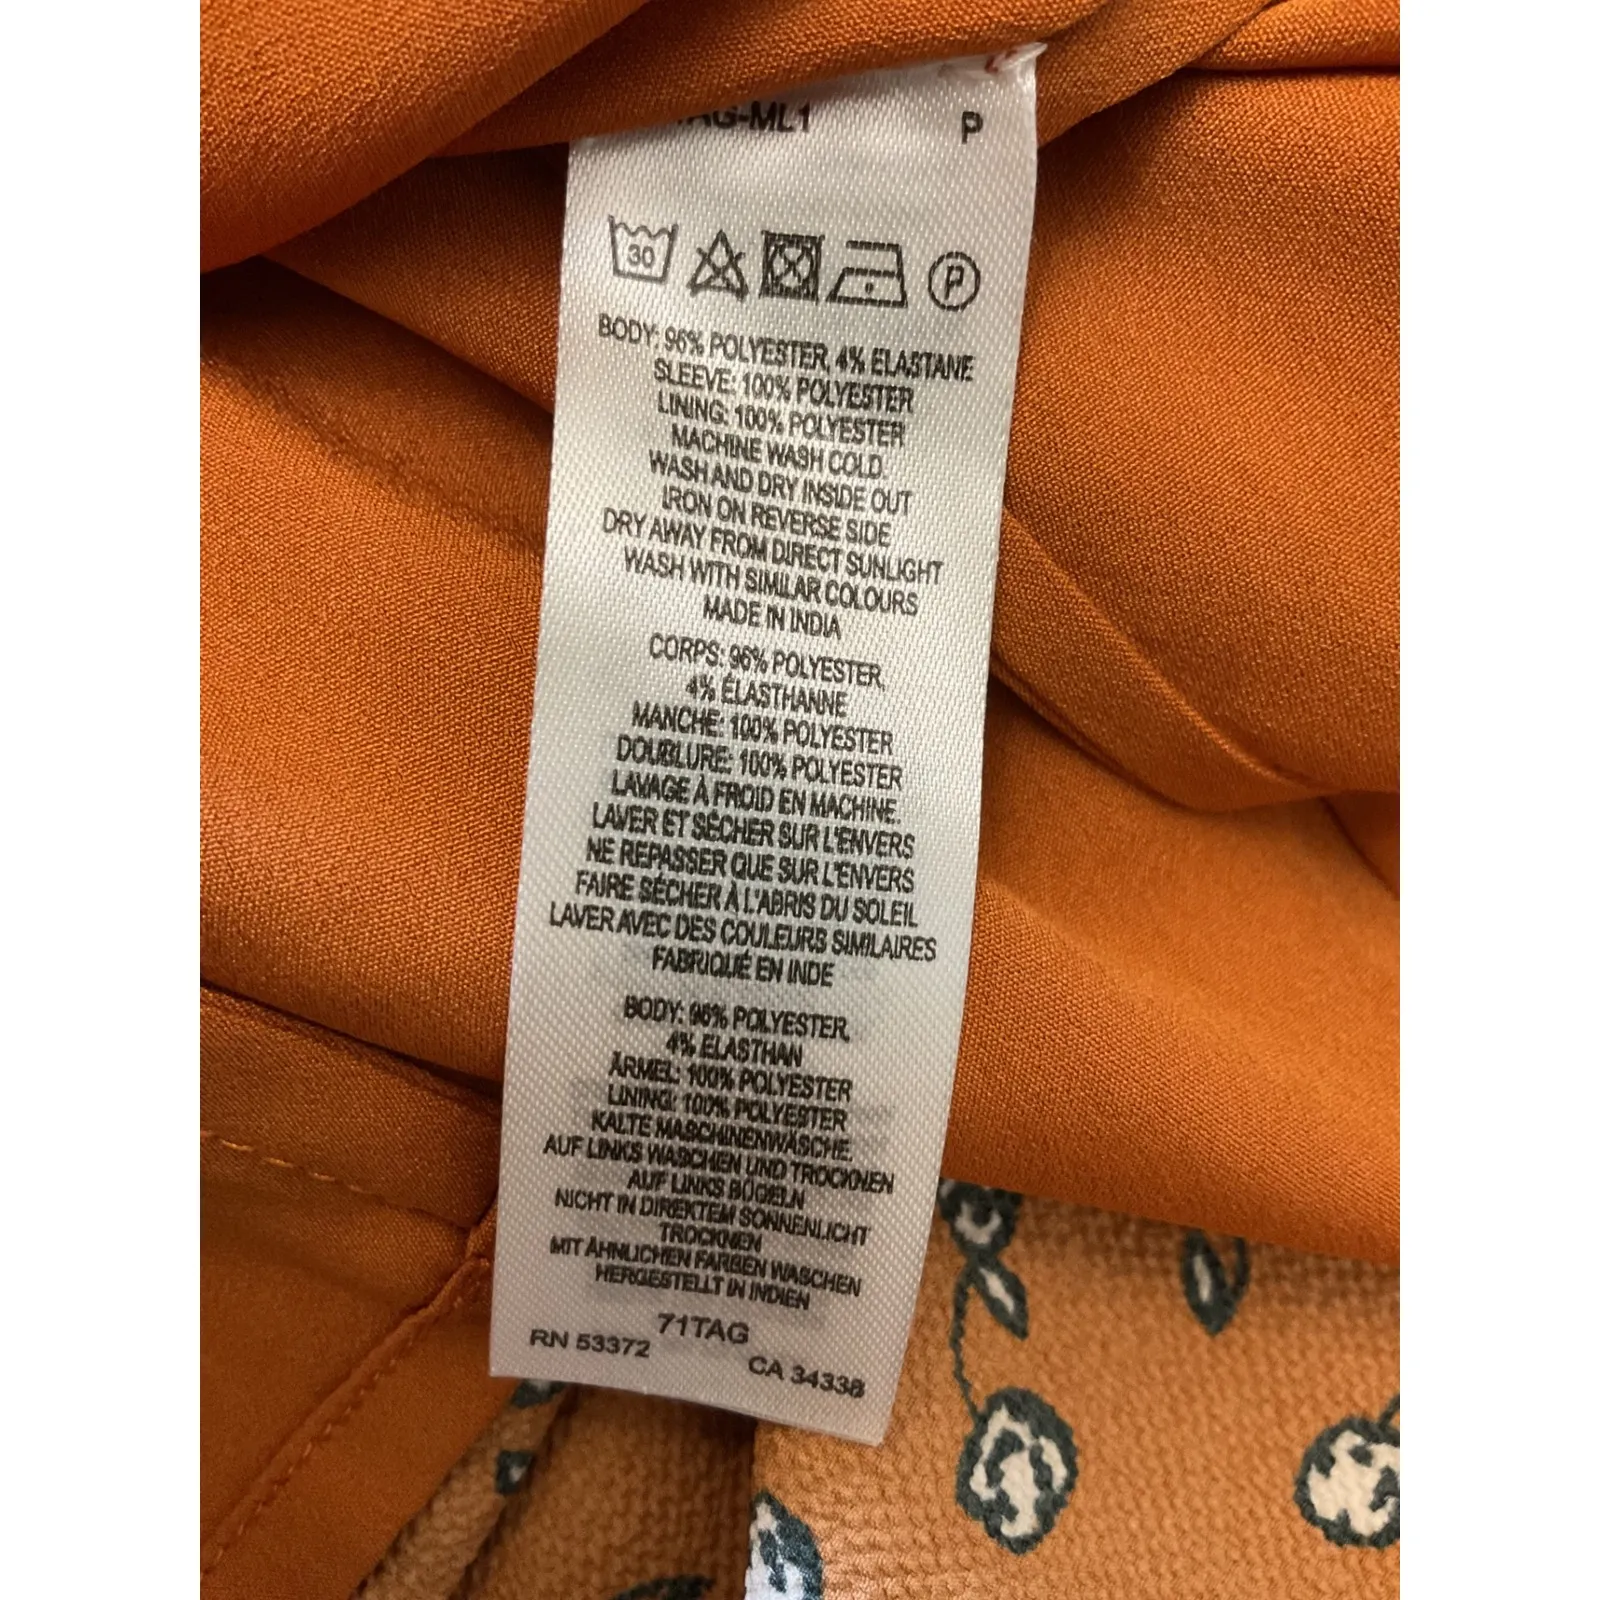 TAG-ML1 P
30
P
BODY: 96% POLYESTER, 4% ELASTANE
SLEEVE: 100% POLYESTER
LINING: 100% POLYESTER
MACHINE WASH COLD.
WASH AND DRY INSIDE OUT
IRON ON REVERSE SIDE
DRY AWAY FROM DIRECT SUNLIGHT
WASH WITH SIMILAR COLOURS
MADE IN INDIA
CORPS: 96% POLYESTER,
4% ÉLASTHANNE
MANCHE: 100% POLYESTER
DOUBLURE: 100% POLYESTER
LAVAGE À FROID EN MACHINE.
LAVER ET SÉCHER SUR L'ENVERS
NE REPASSER QUE SUR L'ENVERS
FAIRE SÉCHER À L'ABRIS DU SOLEIL
LAVER AVEC DES COULEURS SIMILAIRES
FABRIQUÉ EN INDE
BODY: 96% POLYESTER,
4% ELASTHAN
ÄRMEL: 100% POLYESTER
LINING: 100% POLYESTER
KALTE MASCHINENWÄSCHE.
AUF LINKS WASCHEN UND TROCKNEN
AUF LINKS BÜGELN
NICHT IN DIREKTEM SONNENLICHT
TROCKNEN
MIT ÄHNLICHEN FARBEN WASCHEN
HERGESTELLT IN INDIEN
71TAG
RN 53372 CA 34338